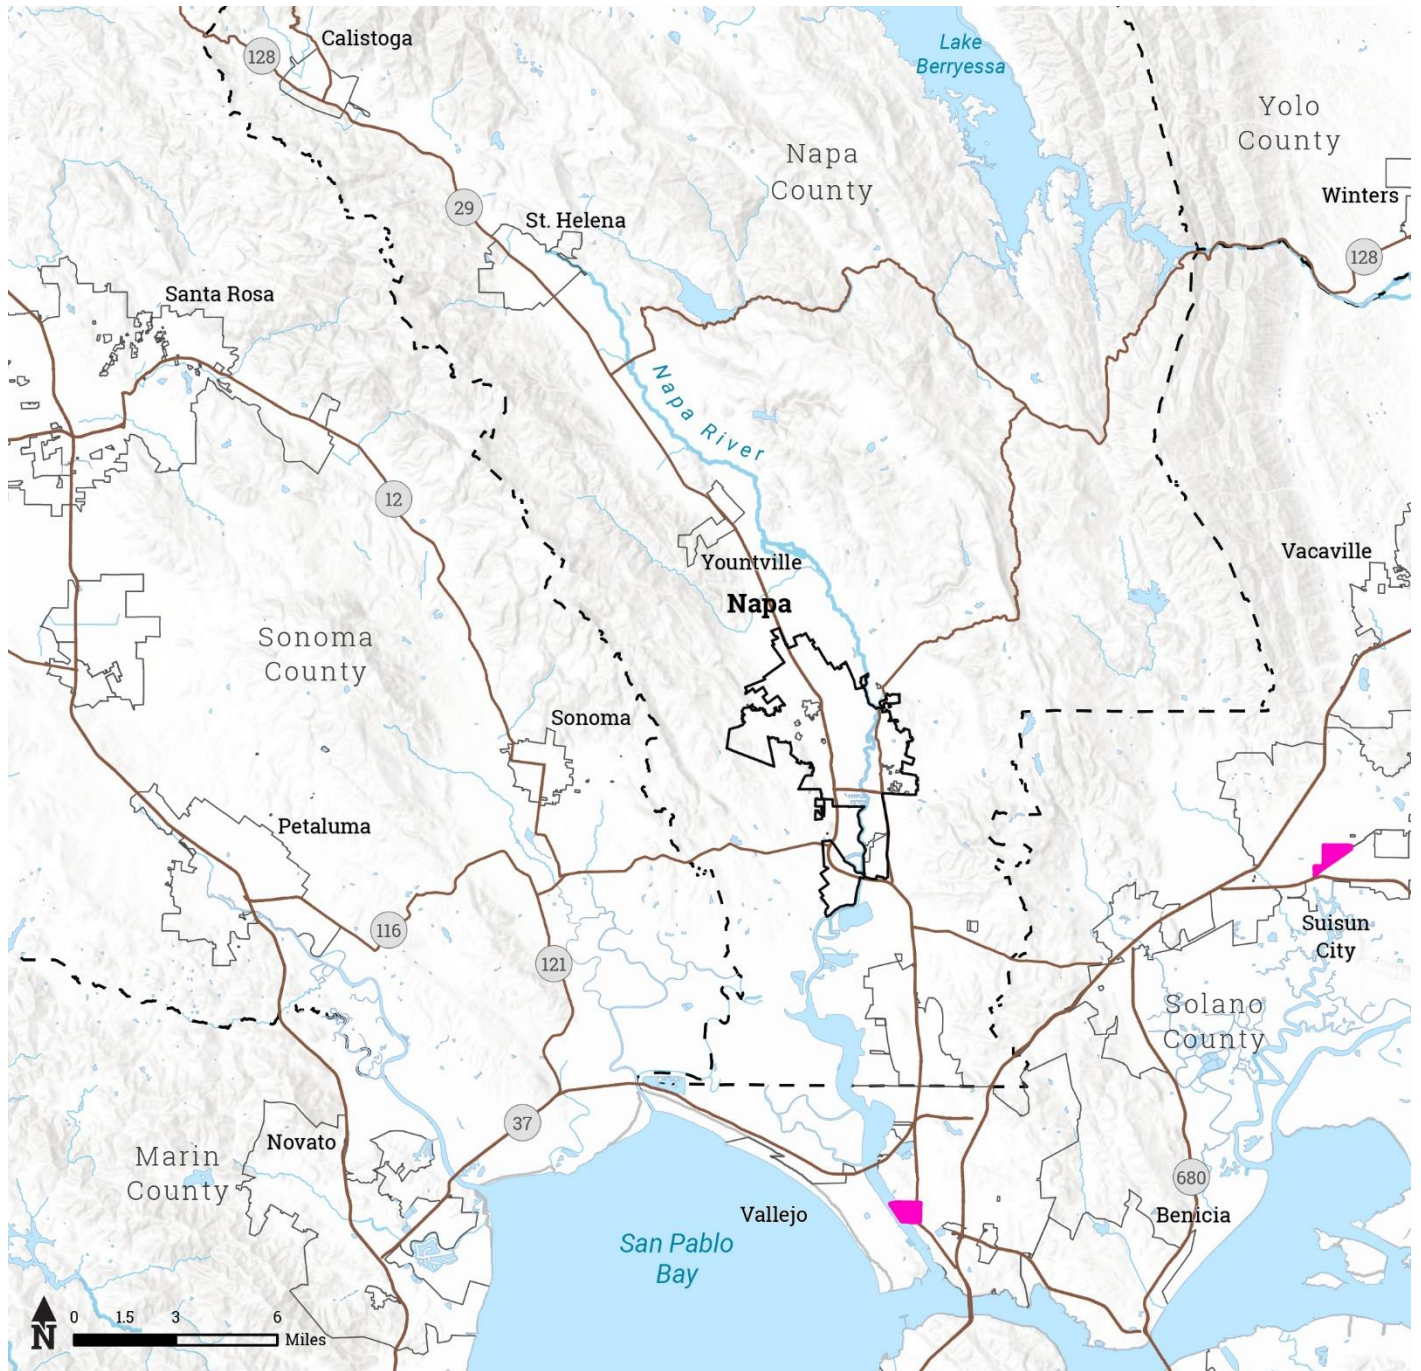 Calistoga
128
Lake
Berryessa
Yolo
County
Napa
County
Winters
29
St. Helena
128
Santa Rosa
Napa River
12
Vacaville
Yountville
Napa
Sonoma
County
Sonoma
Petaluma
116
121
Suisun
City
Solano
County
Novato
37
Marin
County
680
Vallejo
Benicia
San Pablo
Bay
N
0 1.5 3 6
Miles